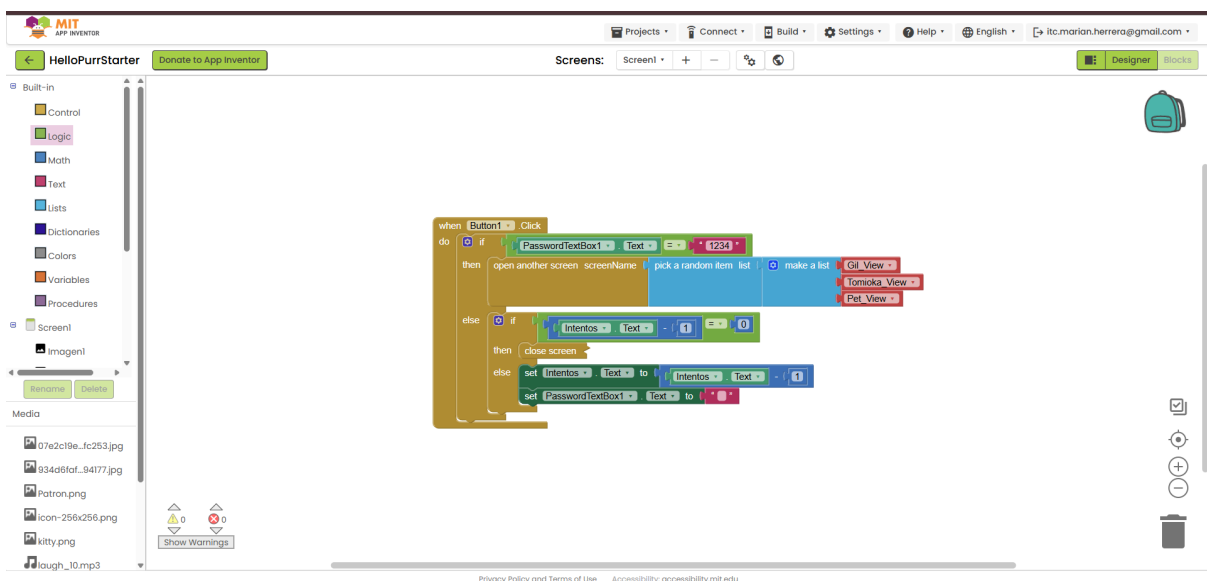 MIT
APP INVENTOR
Projects
Connect
Build
Settings
Help
English
itc.marian.herrera@gmail.com
HelloPurrStarter
Donate to App Inventor
Screens:
Screen1
+
−
Designer
Blocks
Built-in
Control
Logic
Math
Text
Lists
Dictionaries
Colors
Variables
Procedures
Screen1
Imagen1
Rename
Delete
Media
07e2c19e...fc253.jpg
934d6faf...94177.jpg
Patron.png
icon-256x256.png
kitty.png
laugh_10.mp3
when Button1 .Click
do if PasswordTextBox1 . Text = " 1234 "
then open another screen screenName pick a random item list make a list Gil_View
Tomioka_View
Pet_View
else if Intentos . Text - 1 = 0
then close screen
else set Intentos . Text to Intentos . Text - 1
set PasswordTextBox1 . Text to " "
0 0
Show Warnings
Privacy Policy and Terms of Use Accessibility: accessibility.mit.edu